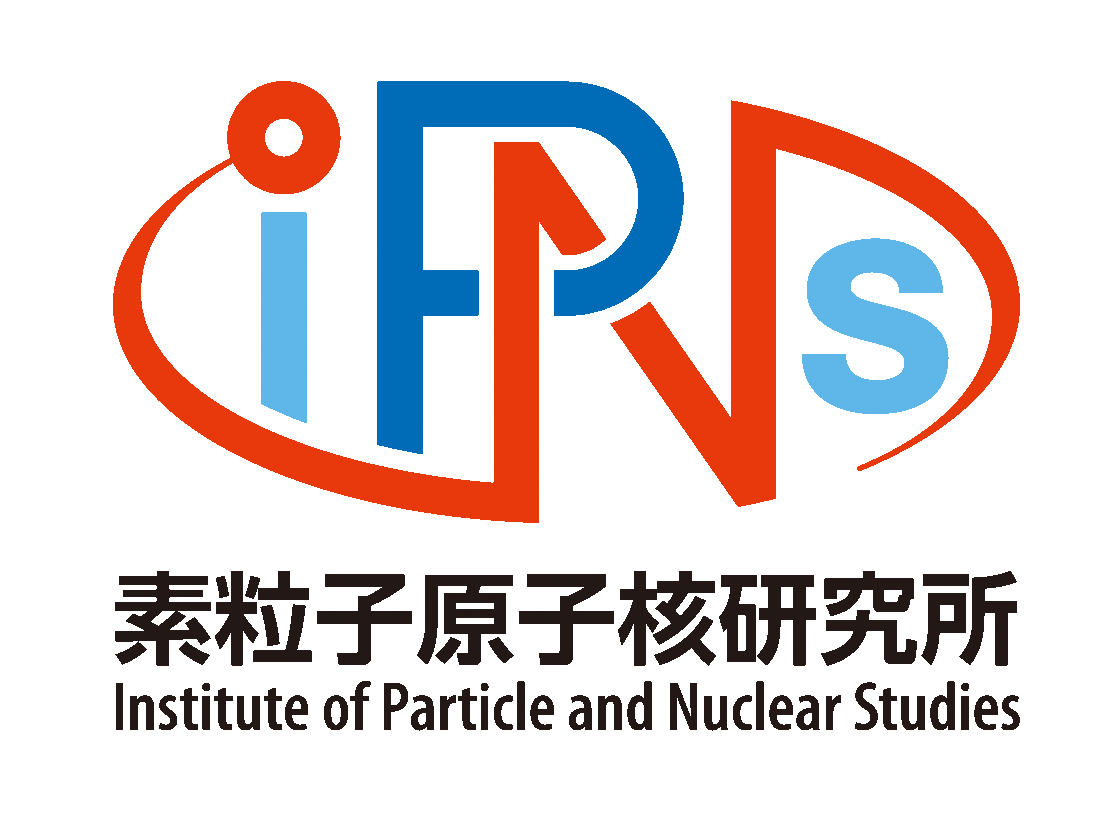 iPNs
素粒子原子核研究所
Institute of Particle and Nuclear Studies